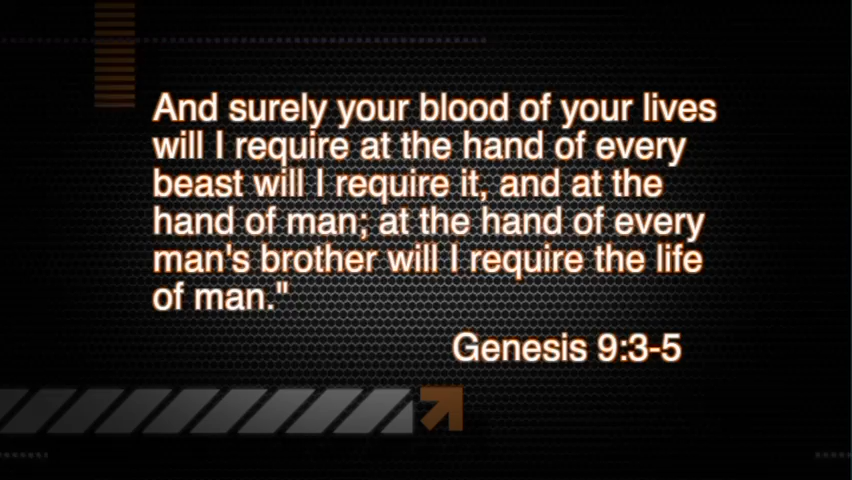 And surely your blood of your lives
will I require at the hand of every
beast will I require it, and at the
hand of man; at the hand of every
man's brother will I require the life
of man."
Genesis 9:3-5